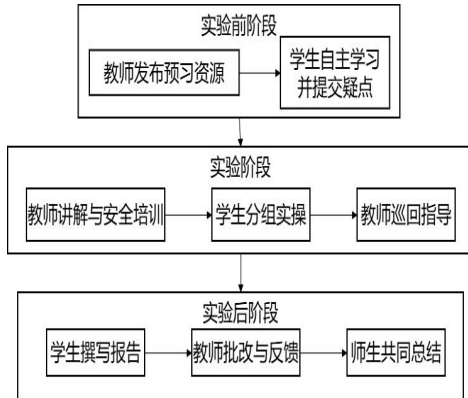 实验前阶段
教师发布预习资源
学生自主学习
并提交疑点
实验阶段
教师讲解与安全培训
学生分组实操
教师巡回指导
实验后阶段
学生撰写报告
教师批改与反馈
师生共同总结